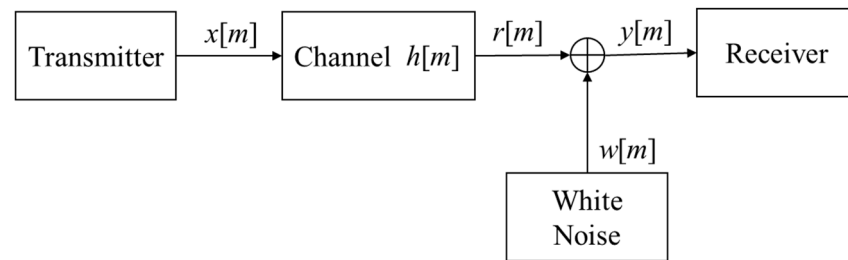 Transmitter
x[m]
Channel h[m]
r[m]
y[m]
Receiver
w[m]
White
Noise